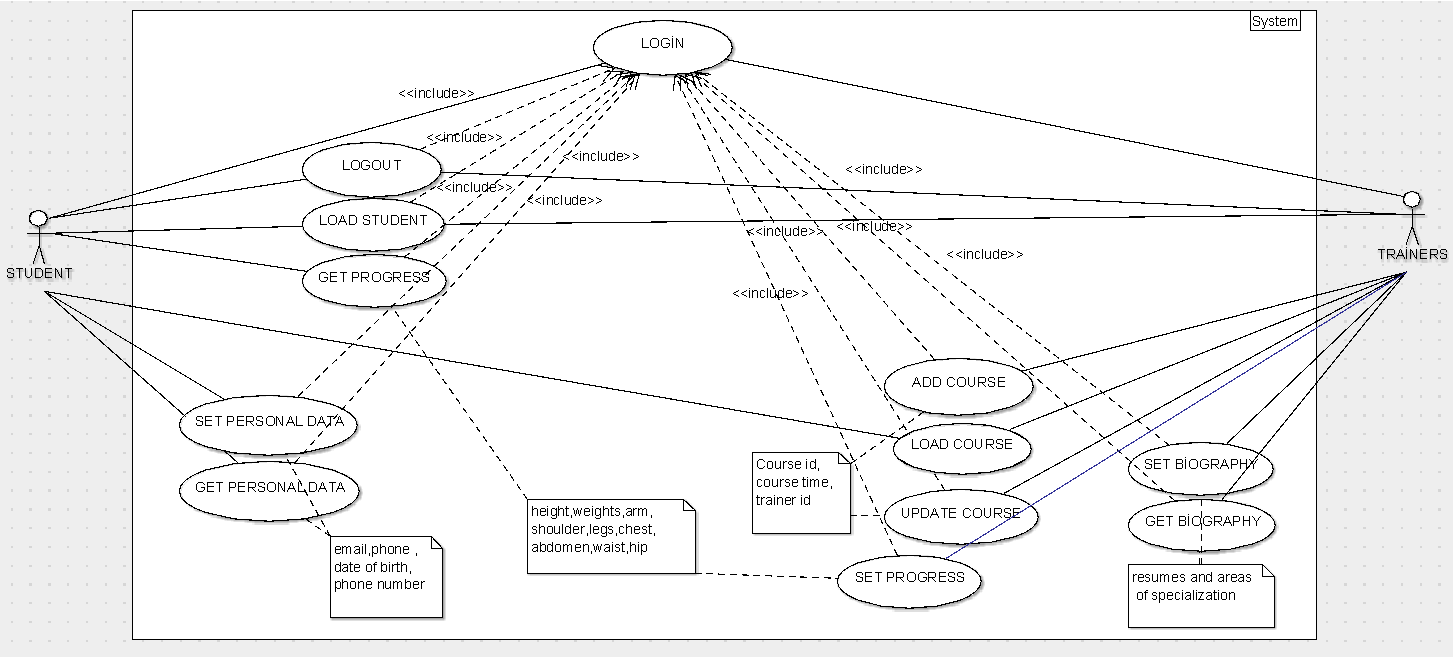 System
LOGİN
<<include>>
<<include>>
<<include>>
LOGOUT
<<include>>
<<include>>
<<include>>
LOAD STUDENT
<<include>>
<<include>>
<<include>>
GET PROGRESS
<<include>>
STUDENT
TRAINERS
ADD COURSE
SET PERSONAL DATA
LOAD COURSE
GET PERSONAL DATA
Course id,
course time,
trainer id
SET BİOGRAPHY
UPDATE COURSE
GET BİOGRAPHY
height,weights,arm,
shoulder,legs,chest,
abdomen,waist,hip
email,phone ,
date of birth,
phone number
SET PROGRESS
resumes and areas
of specialization